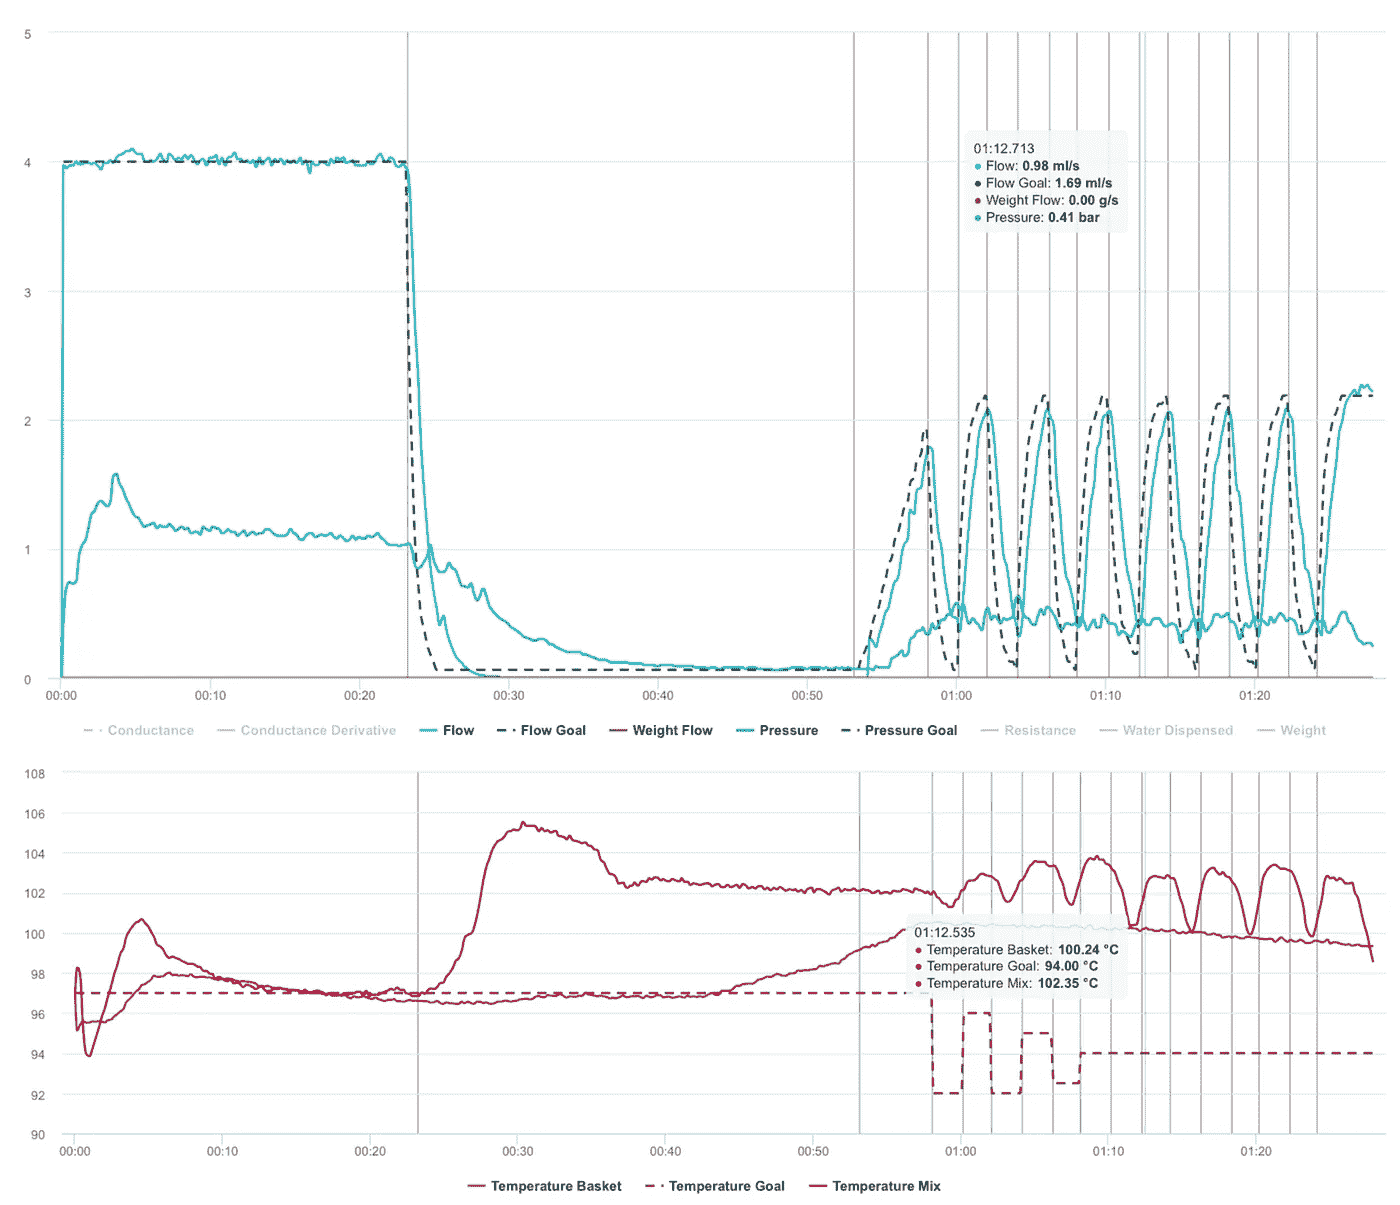 5
4
3
2
1
0
01:12.713
Flow: 0.98 ml/s
Flow Goal: 1.69 ml/s
Weight Flow: 0.00 g/s
Pressure: 0.41 bar
00:00 00:10 00:20 00:30 00:40 00:50 01:00 01:10 01:20
Conductance Conductance Derivative Flow Flow Goal Weight Flow Pressure Pressure Goal Resistance Water Dispensed Weight
108
106
104
102
100
98
96
94
92
90
01:12.535
Temperature Basket: 100.24 °C
Temperature Goal: 94.00 °C
Temperature Mix: 102.35 °C
00:00 00:10 00:20 00:30 00:40 00:50 01:00 01:10 01:20
Temperature Basket Temperature Goal Temperature Mix